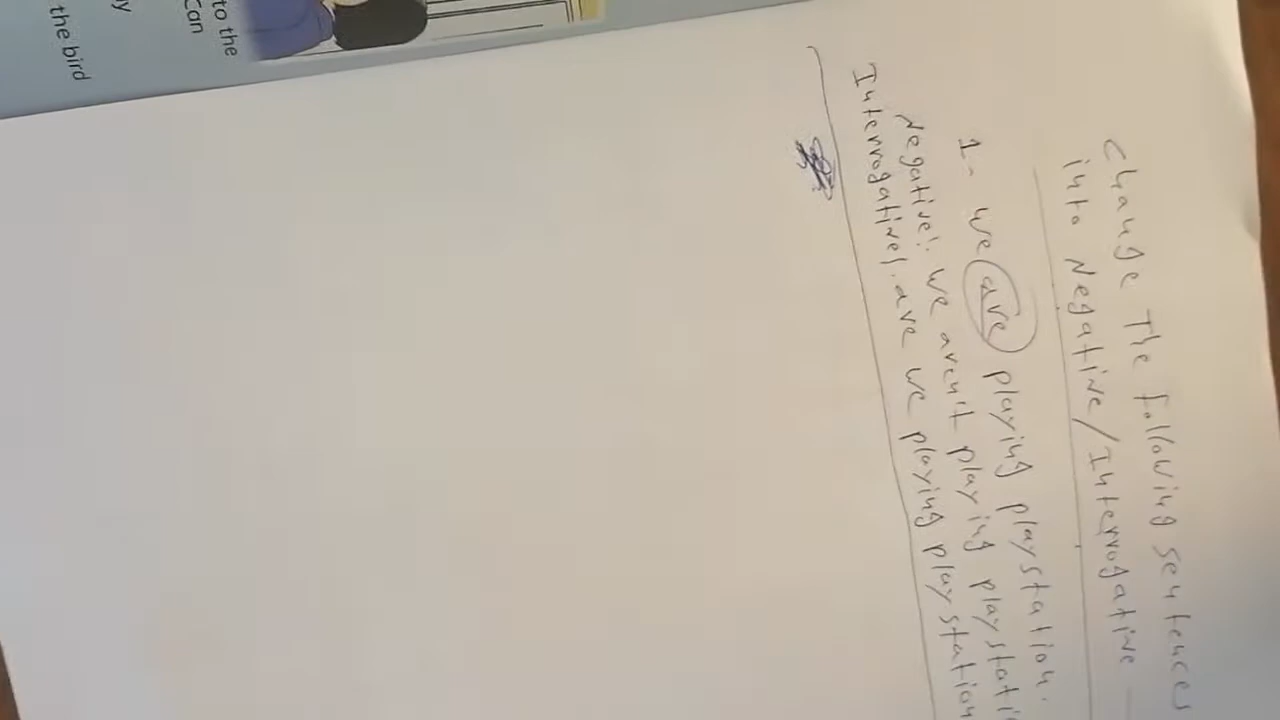 Change The following sentences
into Negative/Interrogative
1- we are playing playstation.
Negative: we aren't playing playstati
Interrogative: are we playing playstation
to the
Can
the bird